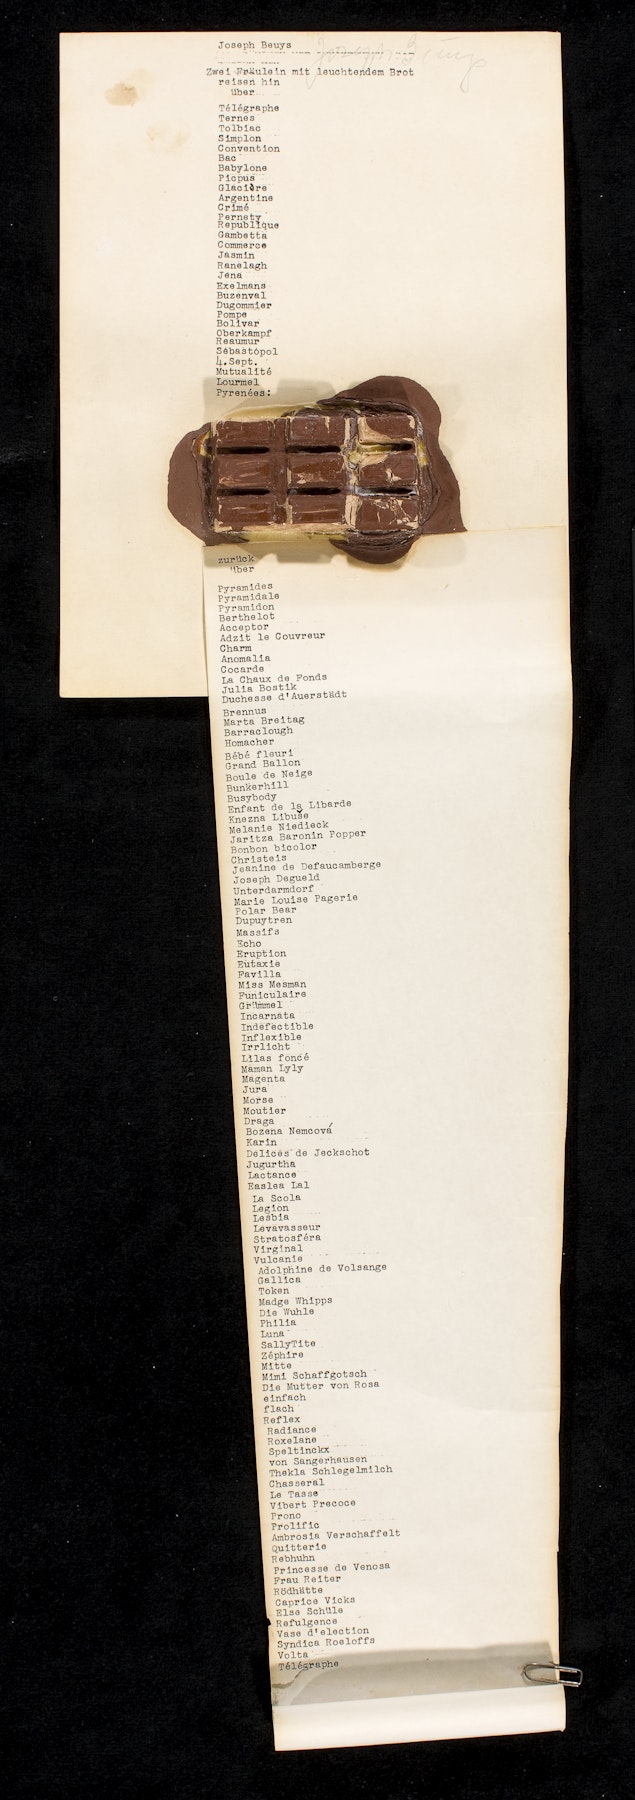 Joseph Beuys
Zwei Fräulein mit leuchtendem Brot
reisen hin
über
Télégraphe
Ternes
Tolbiac
Simplon
Convention
Bac
Babylone
Picpus
Glacière
Argentine
Crimé
Pernety
Republique
Gambetta
Commerce
Jasmin
Ranelagh
Jena
Exelmans
Buzenval
Dugommier
Pompe
Bolivar
Oberkampf
Reaumur
Sébastópol
4.Sept.
Mutualité
Lourmel
Pyrenées:
zurück
über
Pyramides
Pyramidale
Pyramidon
Berthelot
Acceptor
Adzit le Couvreur
Charm
Anomalia
Cocarde
La Chaux de Fonds
Julia Bostik
Duchesse d'Auerstädt
Brennus
Marta Breitag
Barraclough
Homacher
Bébé fleuri
Grand Ballon
Boule de Neige
Bunkerhill
Busybody
Enfant de la Libarde
Knezna Libuše
Melanie Niedieck
Jaritza Baronin Popper
Bonbon bicolor
Christeis
Jeanine de Defaucamberge
Joseph Degueld
Unterdarmdorf
Marie Louise Pagerie
Polar Bear
Dupuytren
Massifs
Echo
Eruption
Eutaxie
Favilla
Miss Mesman
Funiculaire
Grümmel
Incarnata
Indéfectible
Inflexible
Irrlicht
Lilas foncé
Maman Lyly
Magenta
Jura
Morse
Moutier
Draga
Bozena Nemcová
Karin
Délices de Jeckschot
Jugurtha
Lactance
Easlea Lal
La Scola
Legion
Lesbia
Levavasseur
Stratosféra
Virginal
Vulcanie
Adolphine de Volsange
Gallica
Token
Madge Whipps
Die Wuhle
Philia
Luna
SallyTite
Zéphire
Mitte
Mimi Schaffgotsch
Die Mutter von Rosa
einfach
flach
Reflex
Radiance
Roxelane
Speltinckx
von Sangerhausen
Thekla Schlegelmilch
Chasseral
Le Tasse
Vibert Precoce
Prono
Prolific
Ambrosia Verschaffelt
Quitterie
Rebhuhn
Princesse de Venosa
Frau Reiter
Rödhätte
Caprice Vicks
Else Schüle
Refulgence
Vase d'election
Syndica Roeloffs
Volta
Télégraphe